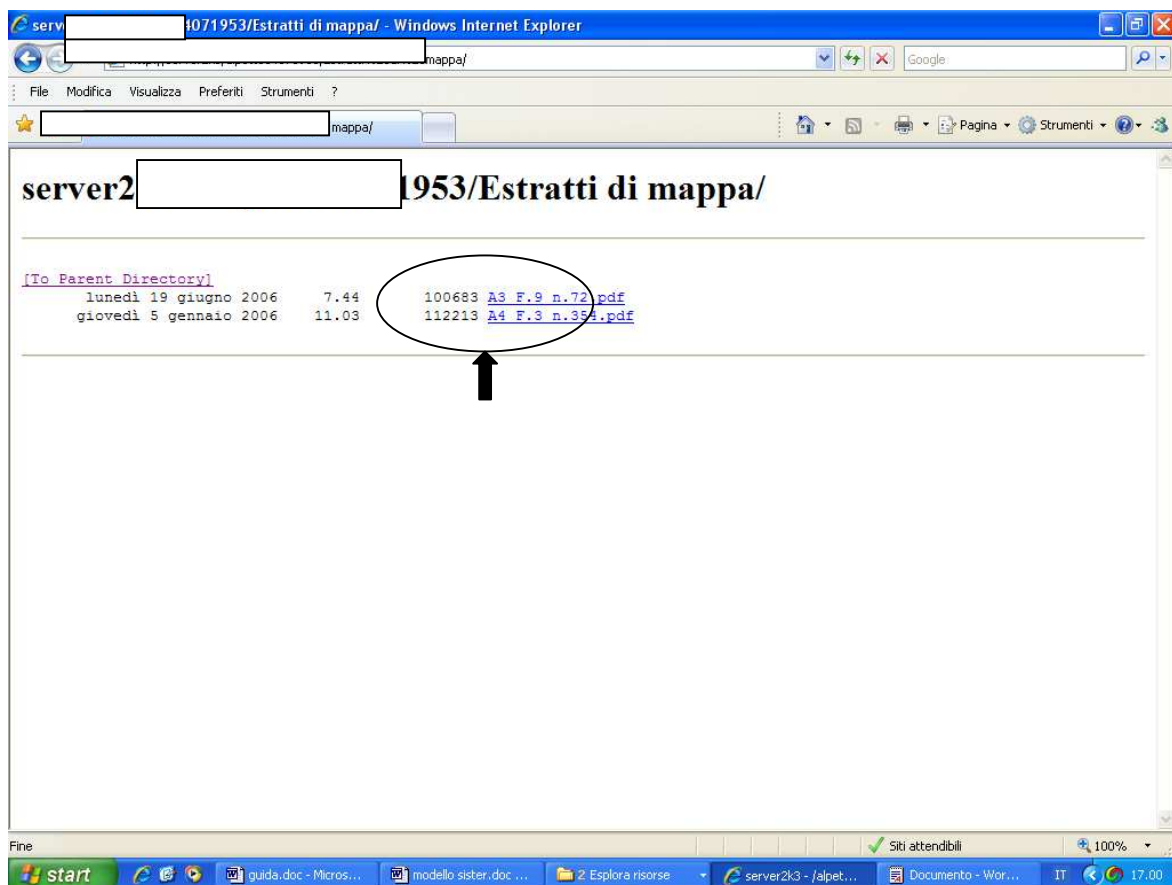 serv 4071953/Estratti di mappa/ - Windows Internet Explorer
mappa/
Google
File Modifica Visualizza Preferiti Strumenti ?
mappa/
Pagina Strumenti
server2 1953/Estratti di mappa/
[To Parent Directory]
lunedì 19 giugno 2006 7.44 100683 A3 F.9 n.72.pdf
giovedì 5 gennaio 2006 11.03 112213 A4 F.3 n.354.pdf
Fine Siti attendibili 100%
start guida.doc - Micros... modello sister.doc ... 2 Esplora risorse server2k3 - /alpet... Documento - Wor... IT 17.00